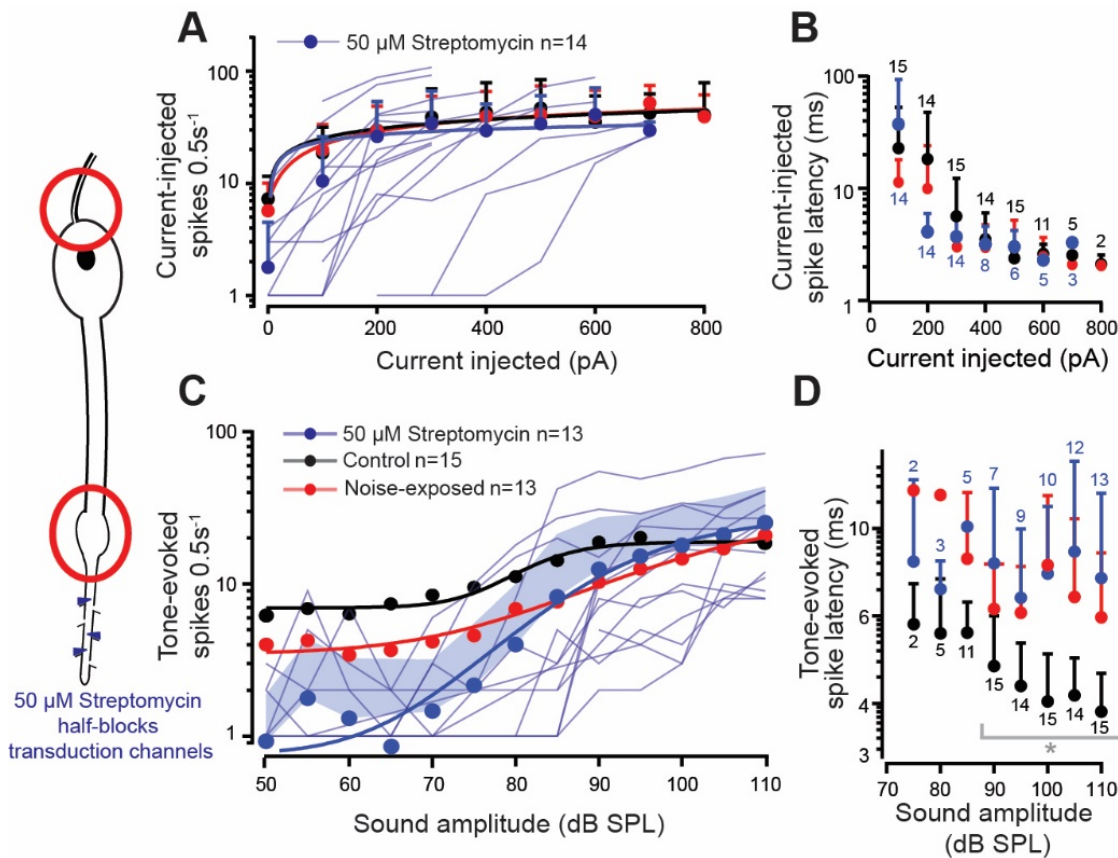 A
50 µM Streptomycin n=14
Current-injected
spikes 0.5s⁻¹
100
10
1
0
200
400
600
800
Current injected (pA)
B
Current-injected
spike latency (ms)
100
10
1
15
14
15
14
15
11
5
2
14
14
14
8
6
5
3
0
200
400
600
800
Current injected (pA)
50 µM Streptomycin
half-blocks
transduction channels
C
50 µM Streptomycin n=13
Control n=15
Noise-exposed n=13
Tone-evoked
spikes 0.5s⁻¹
100
10
1
50
60
70
80
90
100
110
Sound amplitude (dB SPL)
D
Tone-evoked
spike latency (ms)
10
6
4
3
2
3
5
7
9
10
12
13
2
5
11
15
14
15
14
15
*
70
80
90
100
110
Sound amplitude
(dB SPL)